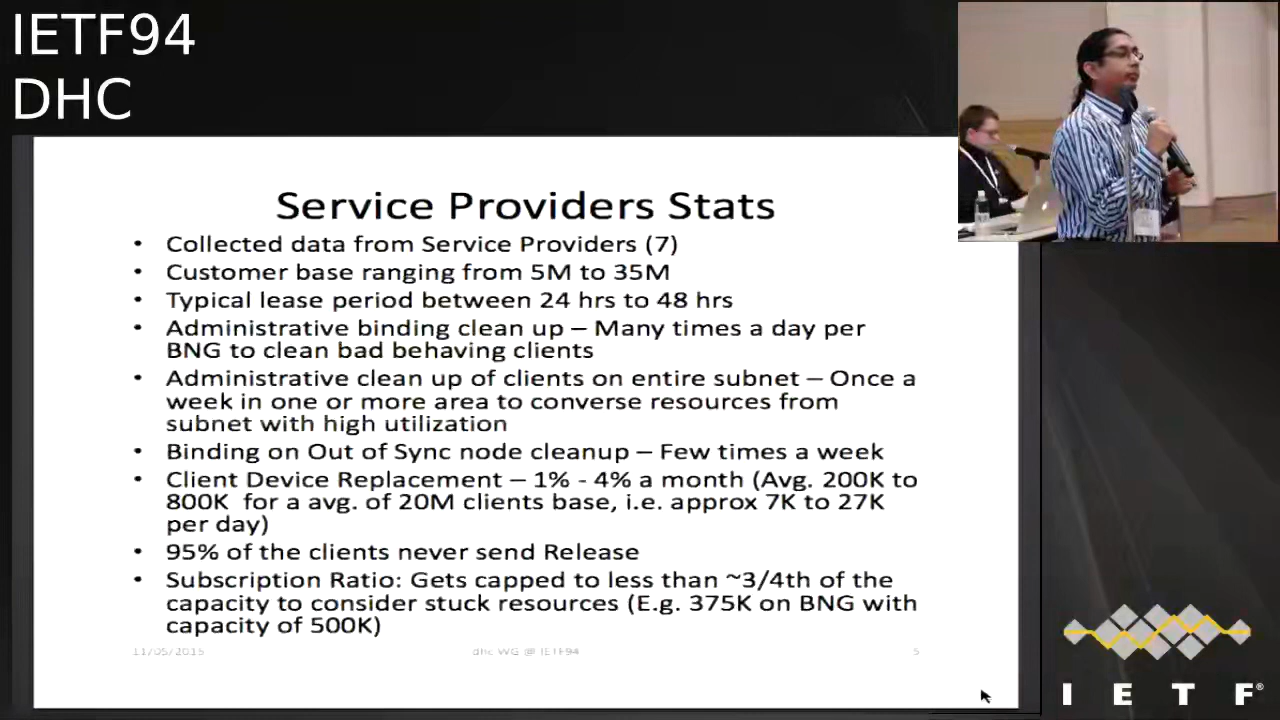 IETF94
DHC
Service Providers Stats
• Collected data from Service Providers (7)
• Customer base ranging from 5M to 35M
• Typical lease period between 24 hrs to 48 hrs
• Administrative binding clean up – Many times a day per
BNG to clean bad behaving clients
• Administrative clean up of clients on entire subnet – Once a
week in one or more area to converse resources from
subnet with high utilization
• Binding on Out of Sync node cleanup – Few times a week
• Client Device Replacement – 1% - 4% a month (Avg. 200K to
800K for a avg. of 20M clients base, i.e. approx 7K to 27K
per day)
• 95% of the clients never send Release
• Subscription Ratio: Gets capped to less than ~3/4th of the
capacity to consider stuck resources (E.g. 375K on BNG with
capacity of 500K)
11/05/2015 dhc WG @ IETF94 5
I E T F®